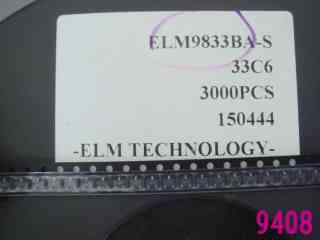 ELM9833BA-S
33C6
3000PCS
150444
-ELM TECHNOLOGY-
9408